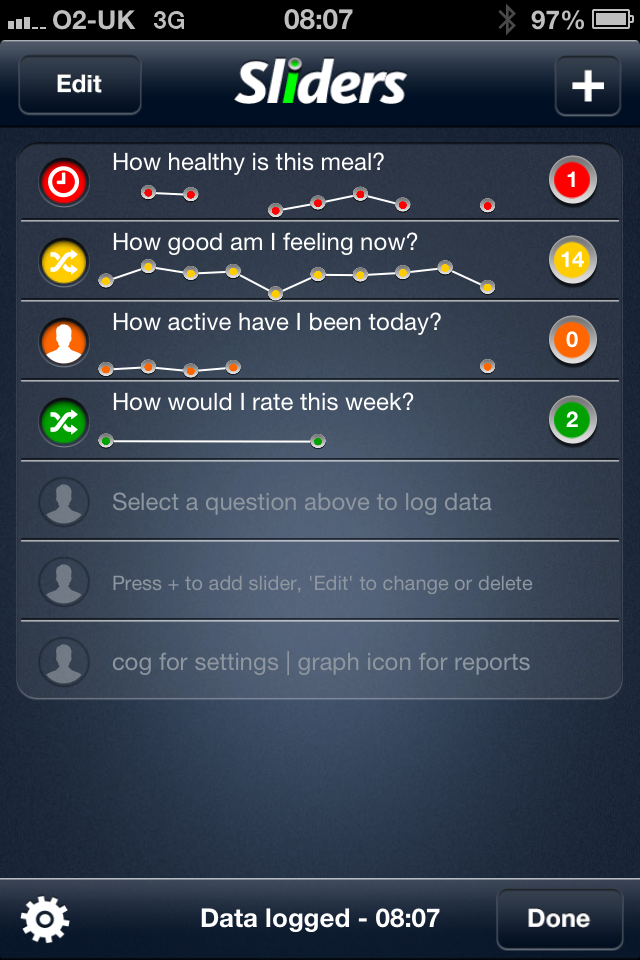 O2-UK 3G 08:07 97%
Edit Sliders +
How healthy is this meal? 1
How good am I feeling now? 14
How active have I been today? 0
How would I rate this week? 2
Select a question above to log data
Press + to add slider, 'Edit' to change or delete
cog for settings | graph icon for reports
Data logged - 08:07 Done